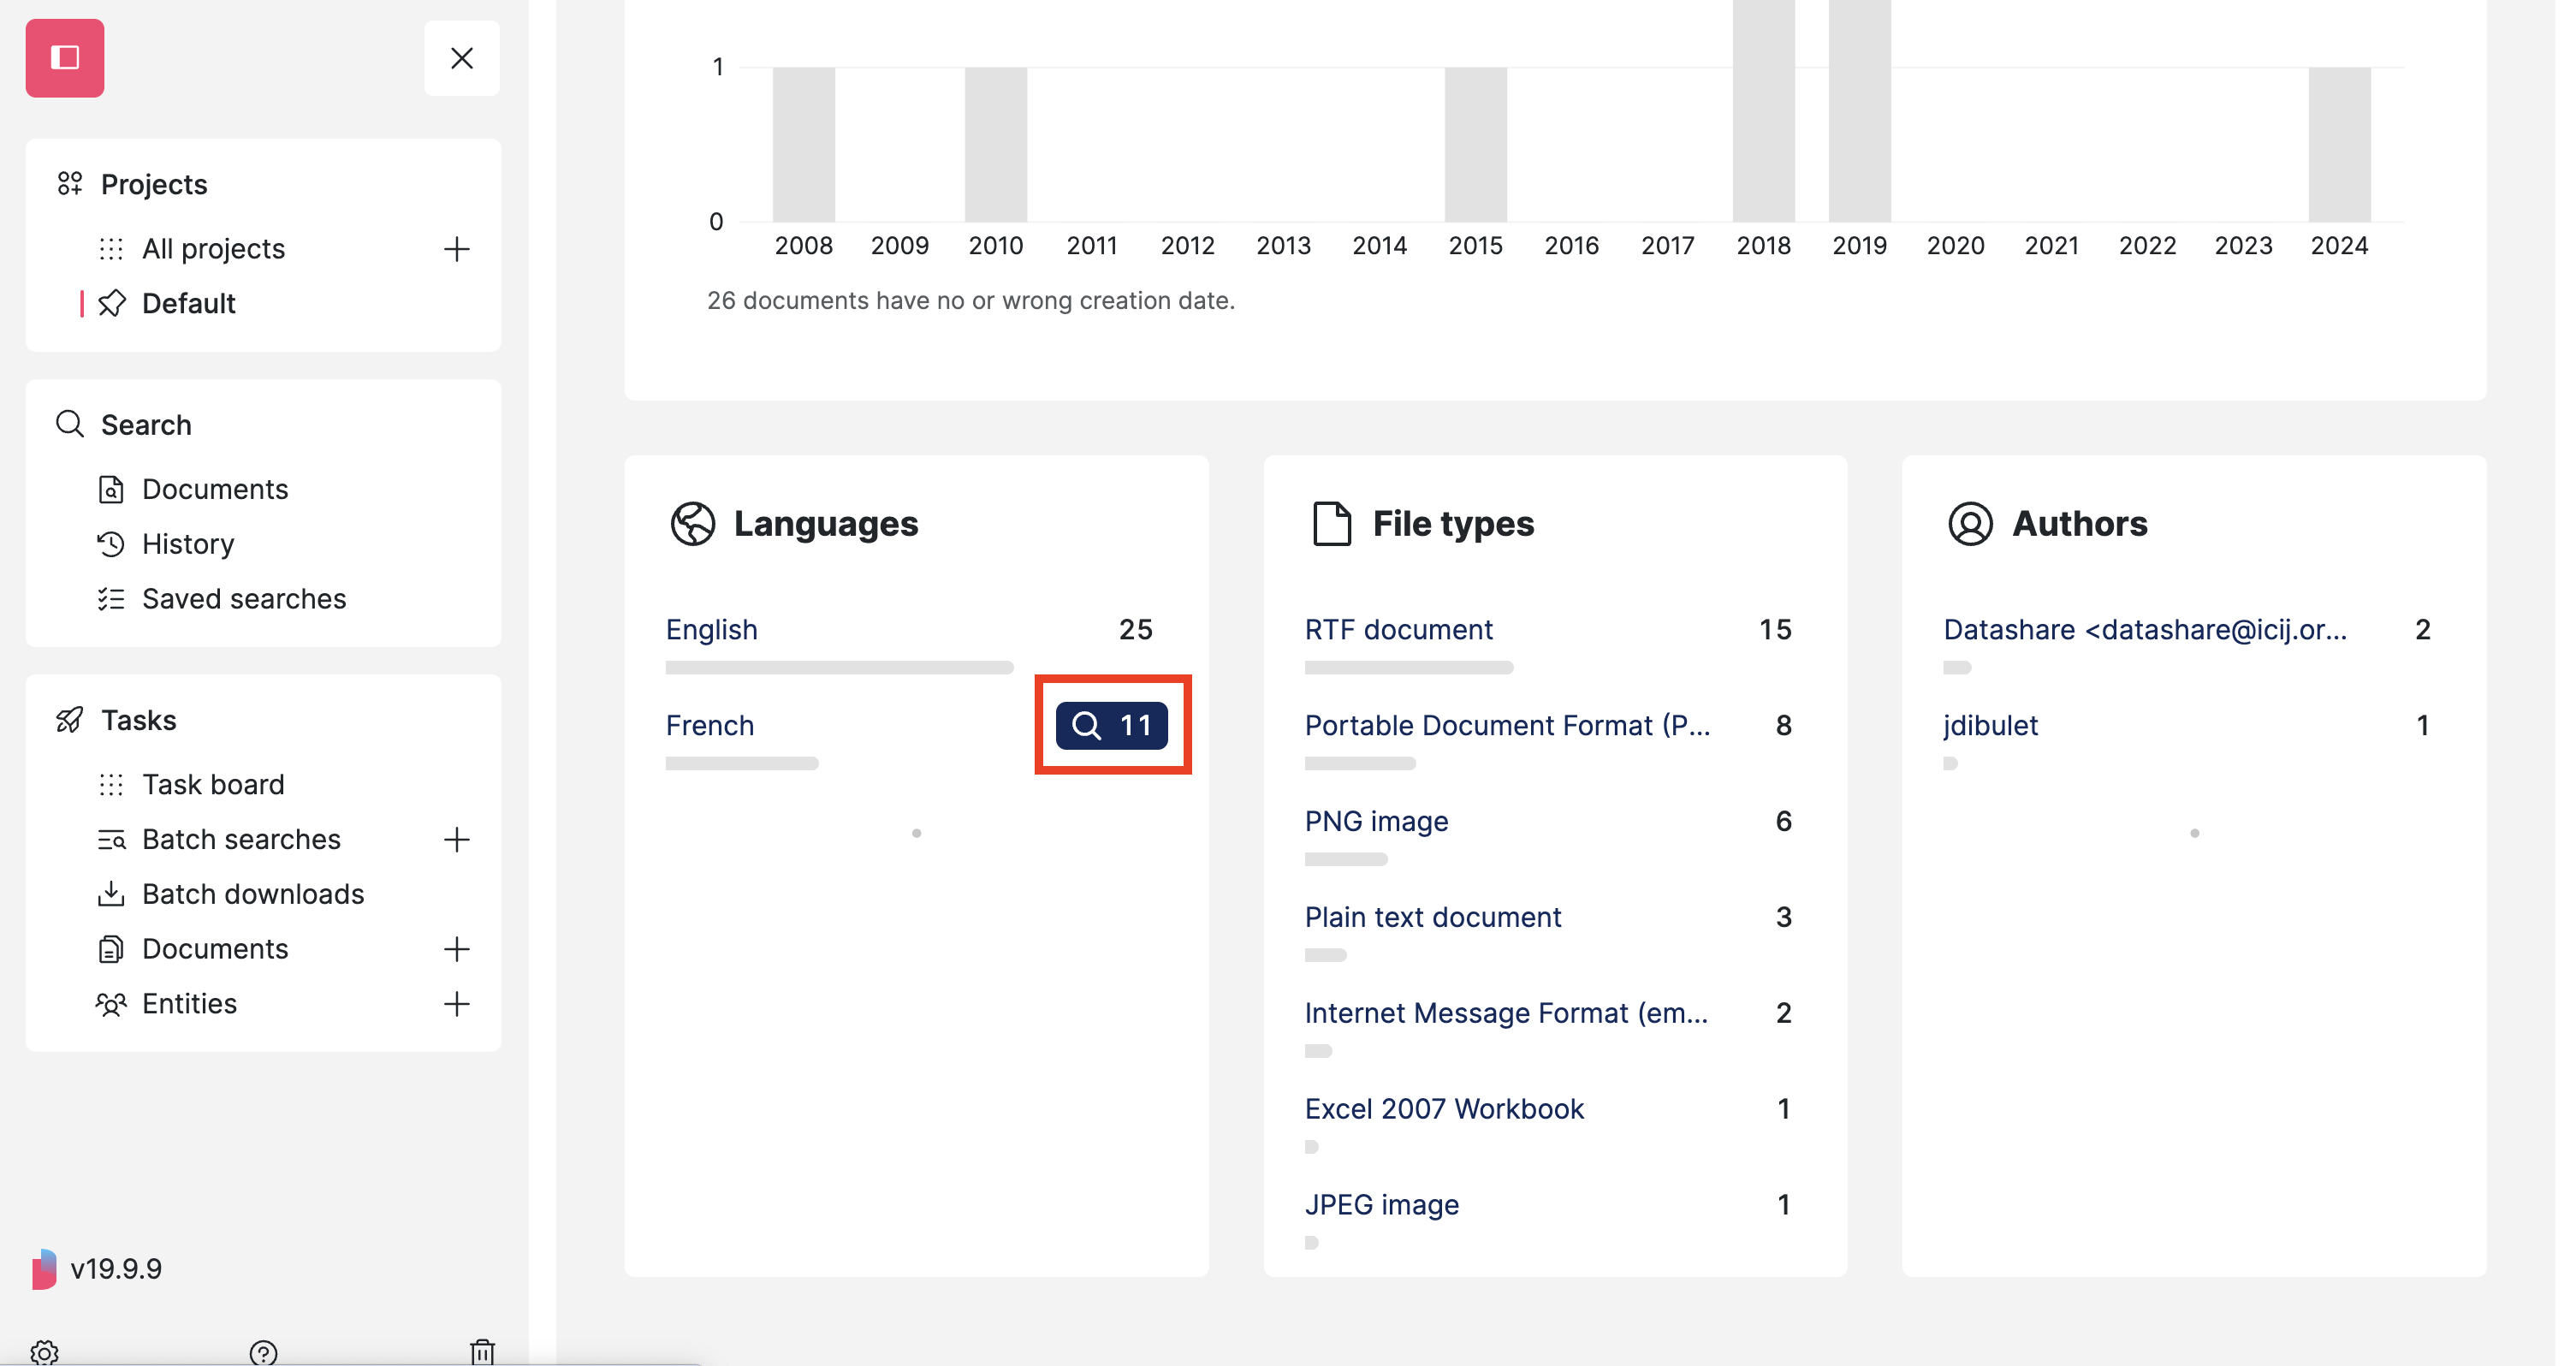 Projects
All projects
Default
Search
Documents
History
Saved searches
Tasks
Task board
Batch searches
Batch downloads
Documents
Entities
v19.9.9
1
0
2008 2009 2010 2011 2012 2013 2014 2015 2016 2017 2018 2019 2020 2021 2022 2023 2024
26 documents have no or wrong creation date.
Languages
English 25
French 11
File types
RTF document 15
Portable Document Format (P... 8
PNG image 6
Plain text document 3
Internet Message Format (em... 2
Excel 2007 Workbook 1
JPEG image 1
Authors
Datashare <datashare@icij.or... 2
jdibulet 1